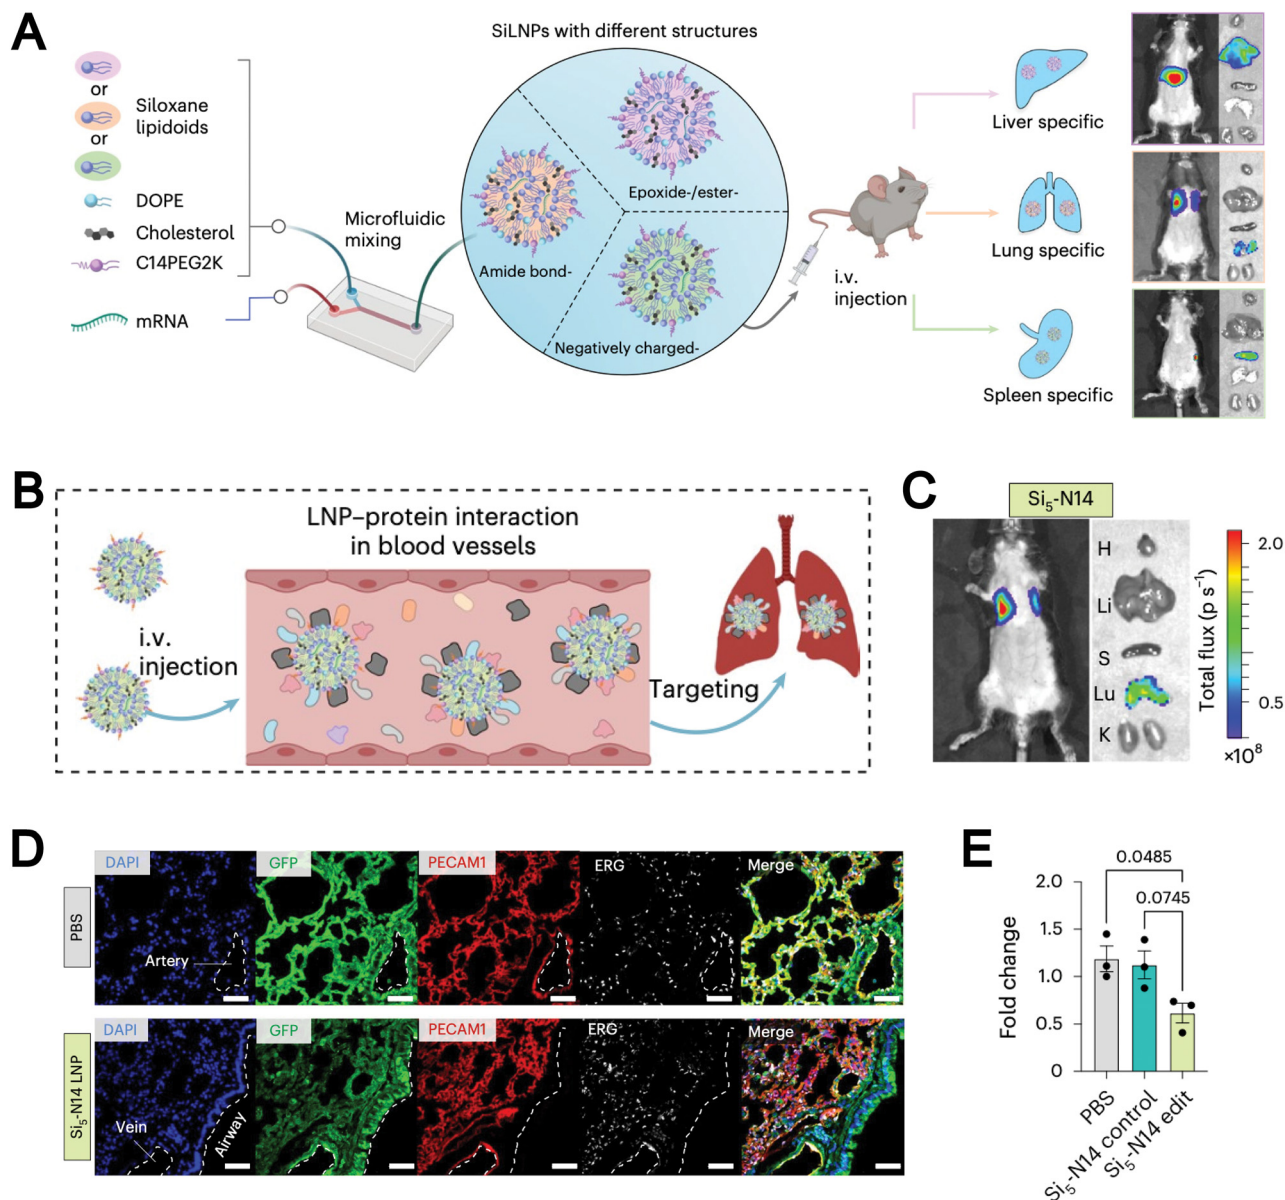 A
SiLNPs with different structures
or
or
Siloxane
lipidoids
DOPE
Cholesterol
C14PEG2K
mRNA
Microfluidic
mixing
Epoxide-/ester-
Amide bond-
Negatively charged-
i.v.
injection
Liver specific
Lung specific
Spleen specific
B
LNP–protein interaction
in blood vessels
i.v.
injection
Targeting
C
Si5-N14
H
Li
S
Lu
K
2.0
0.5
×10⁸
Total flux (p s⁻¹)
D
PBS
DAPI
GFP
PECAM1
ERG
Merge
Artery
Si5-N14 LNP
DAPI
GFP
PECAM1
ERG
Merge
Vein
Airway
E
0.0485
0.0745
Fold change
2.0
1.5
1.0
0.5
0
PBS
Si5-N14 control
Si5-N14 edit